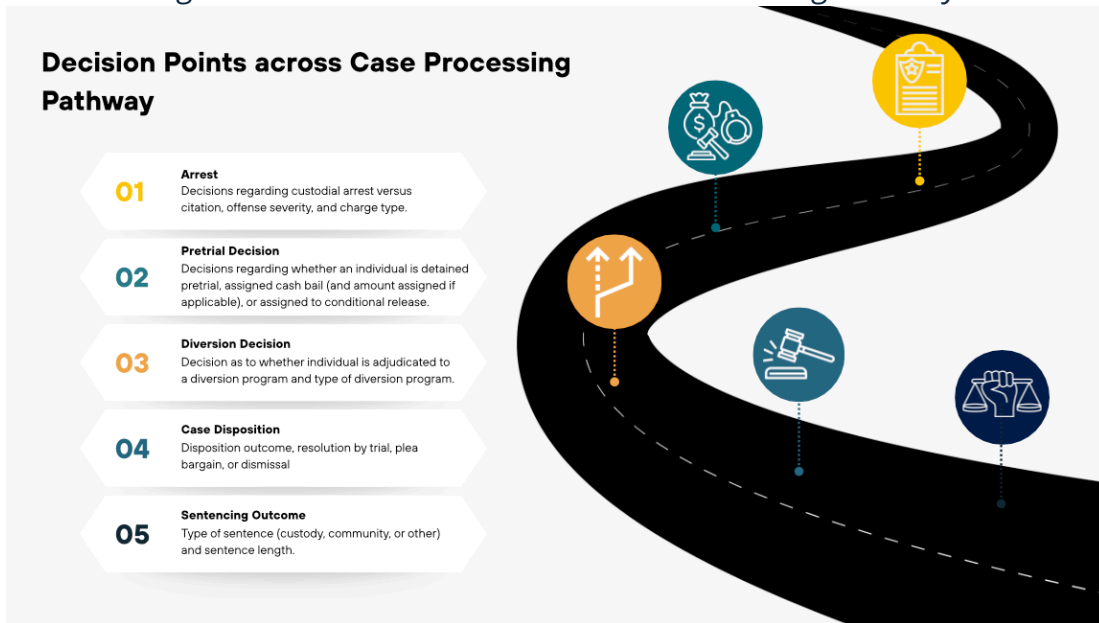 Decision Points across Case Processing
Pathway
01
Arrest
Decisions regarding custodial arrest versus
citation, offense severity, and charge type.
02
Pretrial Decision
Decisions regarding whether an individual is detained
pretrial, assigned cash bail (and amount assigned if
applicable), or assigned to conditional release.
03
Diversion Decision
Decision as to whether individual is adjudicated to
a diversion program and type of diversion program.
04
Case Disposition
Disposition outcome, resolution by trial, plea
bargain, or dismissal
05
Sentencing Outcome
Type of sentence (custody, community, or other)
and sentence length.
$